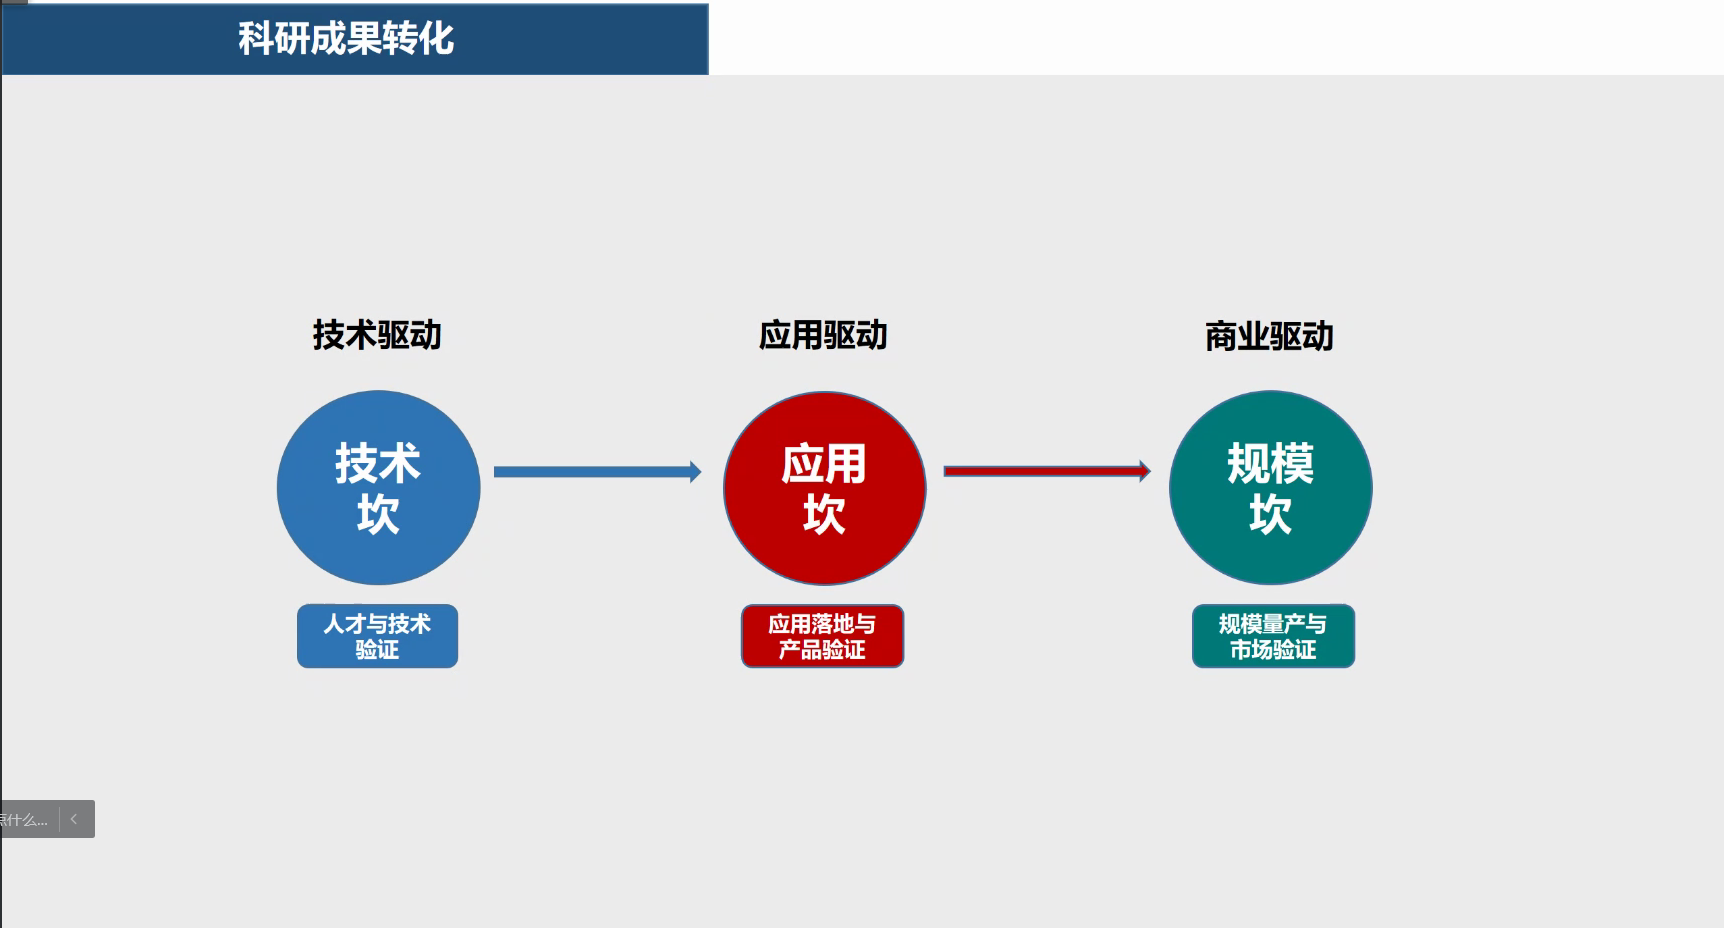 科研成果转化
技术驱动
应用驱动
商业驱动
技术
坎
应用
坎
规模
坎
人才与技术
验证
应用落地与
产品验证
规模量产与
市场验证
什么...